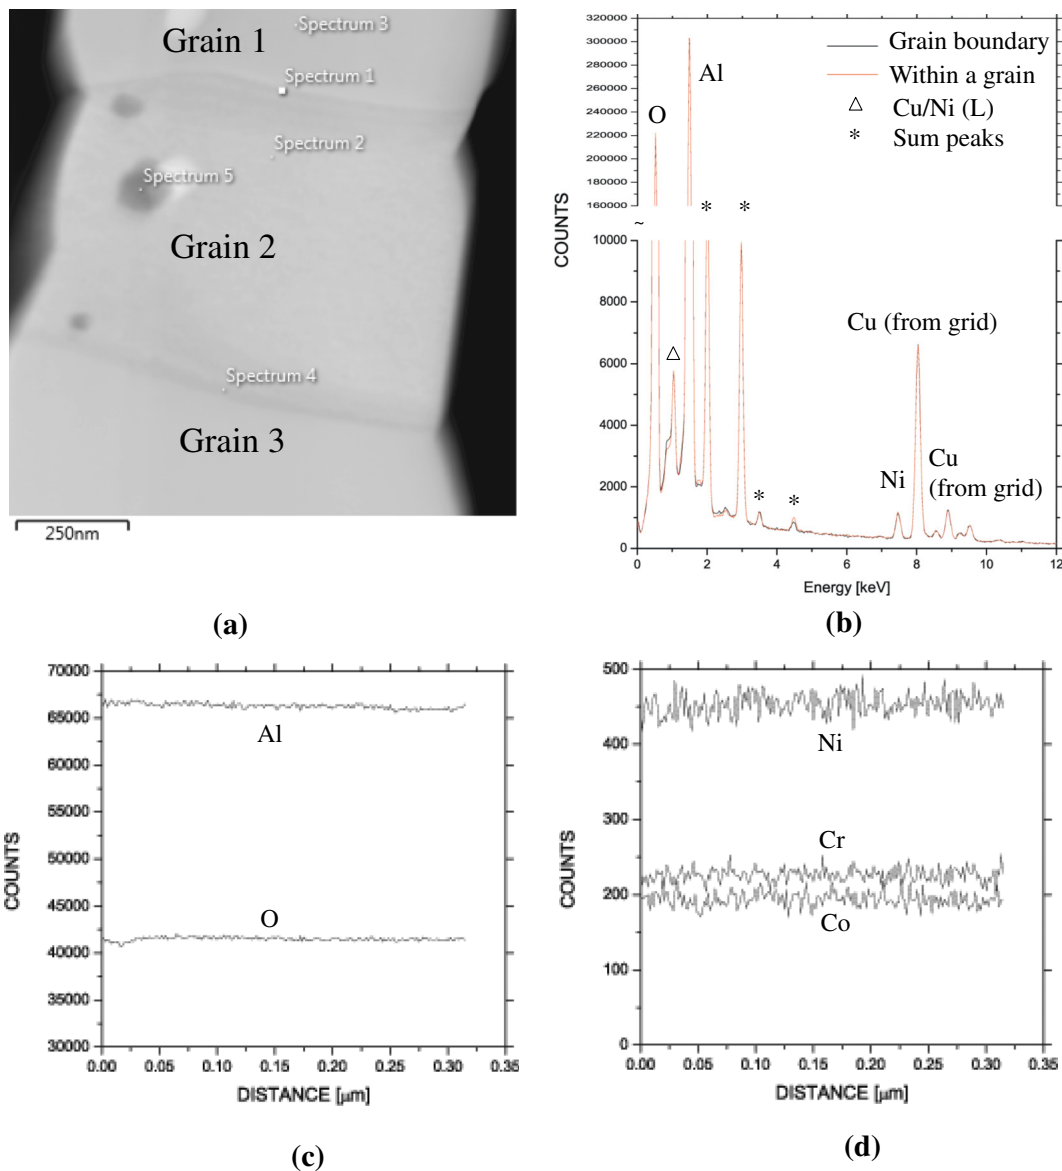 Grain 1
Spectrum 3
Spectrum 1
Spectrum 2
Spectrum 5
Grain 2
Spectrum 4
Grain 3
250nm
(a)
320000
300000
280000
260000
240000
220000
200000
180000
160000
~
10000
8000
6000
4000
2000
0
COUNTS
Grain boundary
Within a grain
△ Cu/Ni (L)
* Sum peaks
O
Al
* *
△
* *
Cu (from grid)
Ni
Cu
(from grid)
0 2 4 6 8 10 12
Energy [keV]
(b)
70000
65000
60000
55000
50000
45000
40000
35000
30000
COUNTS
Al
O
0.00 0.05 0.10 0.15 0.20 0.25 0.30 0.35
DISTANCE [µm]
(c)
500
400
300
200
100
0
COUNTS
Ni
Cr
Co
0.00 0.05 0.10 0.15 0.20 0.25 0.30 0.35
DISTANCE [µm]
(d)